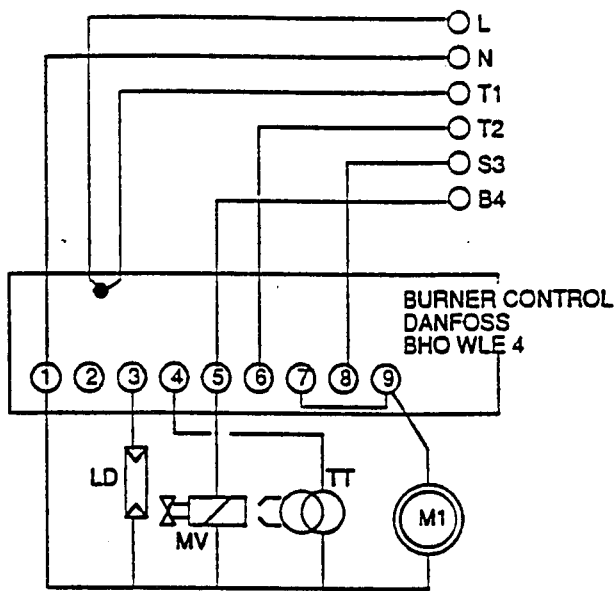 L
N
T1
T2
S3
B4
BURNER CONTROL
DANFOSS
BHO WLE 4
1 2 3 4 5 6 7 8 9
LD
TT
MV
M1